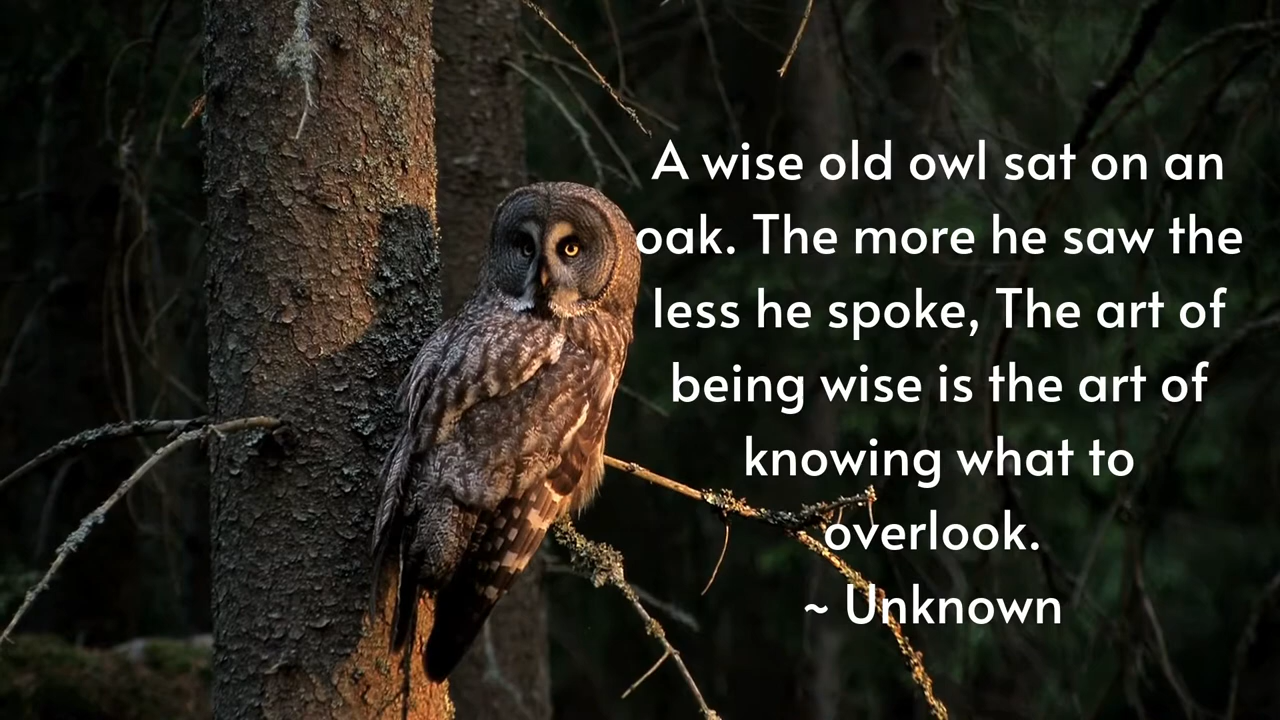 A wise old owl sat on an
oak. The more he saw the
less he spoke, The art of
being wise is the art of
knowing what to
overlook.
~ Unknown